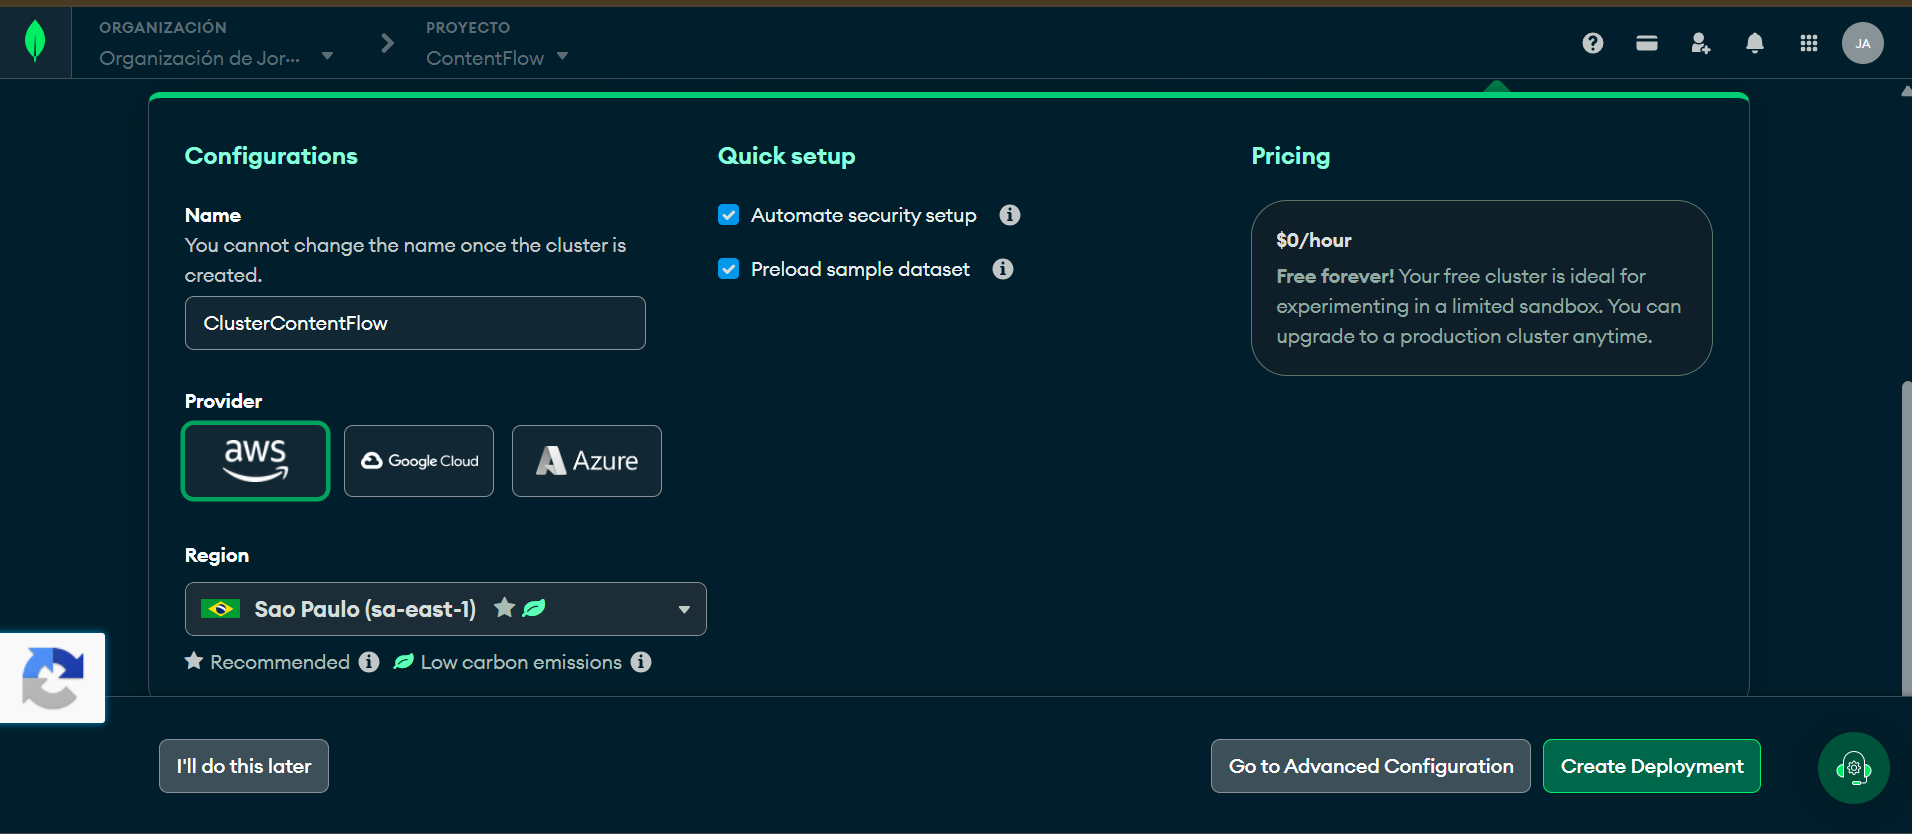 ORGANIZACIÓN
Organización de Jor...
PROYECTO
ContentFlow
JA
Configurations
Name
You cannot change the name once the cluster is
created.
ClusterContentFlow
Provider
aws
Google Cloud
Azure
Region
Sao Paulo (sa-east-1)
Recommended
Low carbon emissions
Quick setup
Automate security setup
Preload sample dataset
Pricing
$0/hour
Free forever! Your free cluster is ideal for
experimenting in a limited sandbox. You can
upgrade to a production cluster anytime.
I'll do this later
Go to Advanced Configuration
Create Deployment